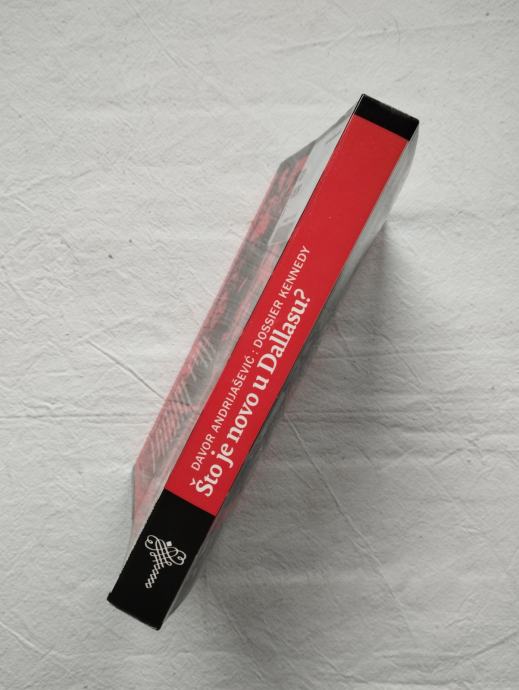 DAVOR ANDRIJAŠEVIĆ : DOSSIER KENNEDY
Što je novo u Dallasu?